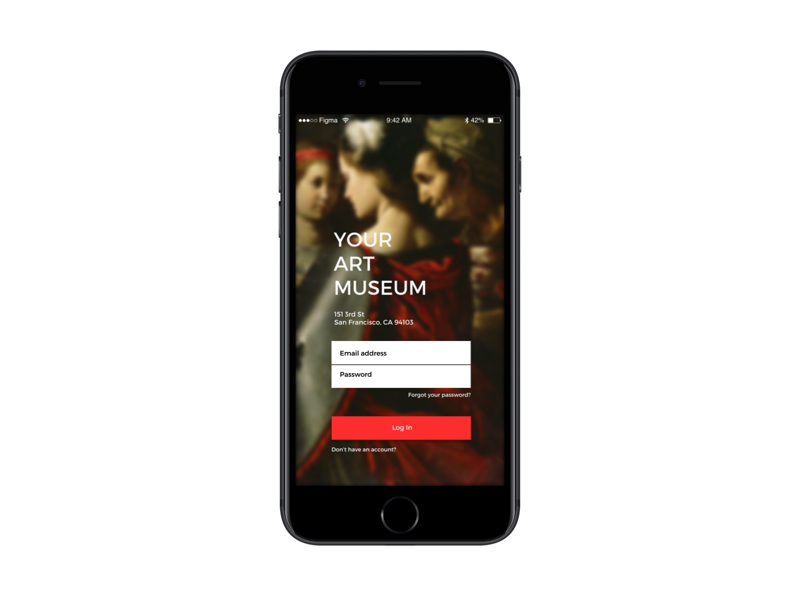 Figma 9:42 AM 42%
YOUR
ART
MUSEUM
151 3rd St
San Francisco, CA 94103
Email address
Password
Forgot your password?
Log In
Don't have an account?